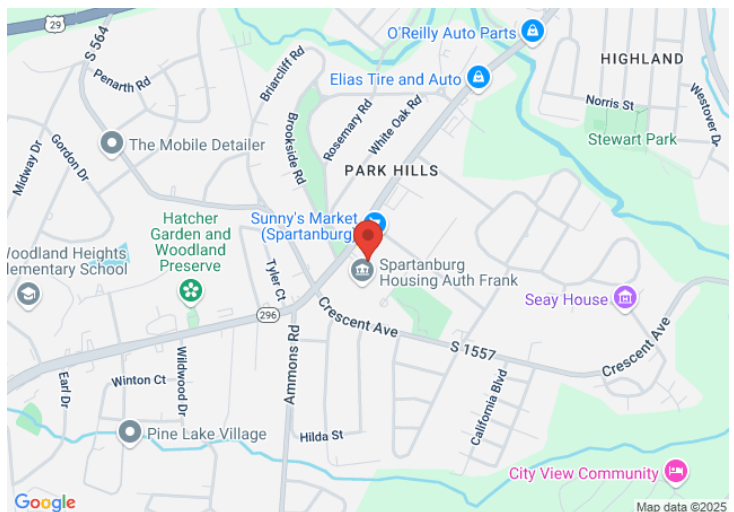 29
S 564
O'Reilly Auto Parts
HIGHLAND
Penarth Rd
Briarcliff Rd
Elias Tire and Auto
Westover Dr
Norris St
Rosemary Rd
White Oak Rd
Brookside Rd
Midway Dr
Gordon Dr
The Mobile Detailer
Stewart Park
PARK HILLS
Hatcher
Garden and
Woodland
Preserve
Sunny's Market
(Spartanburg)
Woodland Heights
Elementary School
Tyler Ct
Spartanburg
Housing Auth Frank
Seay House
296
Crescent Ave
S 1557
Crescent Ave
Ammons Rd
Earl Dr
Winton Ct
Wildwood Dr
California Blvd
Hilda St
Pine Lake Village
City View Community
Google
Map data ©2025